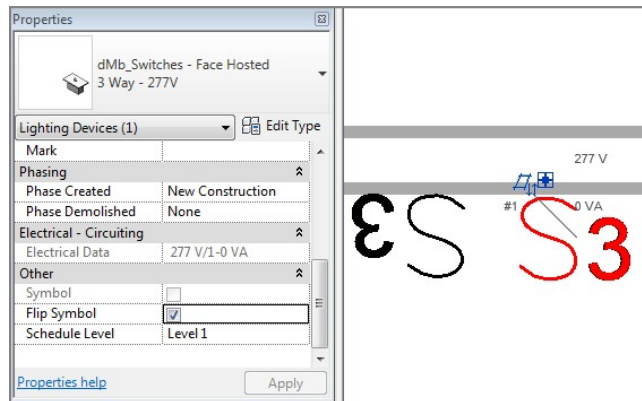 Properties
dMb_Switches - Face Hosted
3 Way - 277V
Lighting Devices (1)
Edit Type
Mark
Phasing
Phase Created New Construction
Phase Demolished None
Electrical - Circuiting
Electrical Data 277 V/1-0 VA
Other
Symbol
Flip Symbol
Schedule Level Level 1
Properties help
Apply
277 V
#1 0 VA
3 S S 3